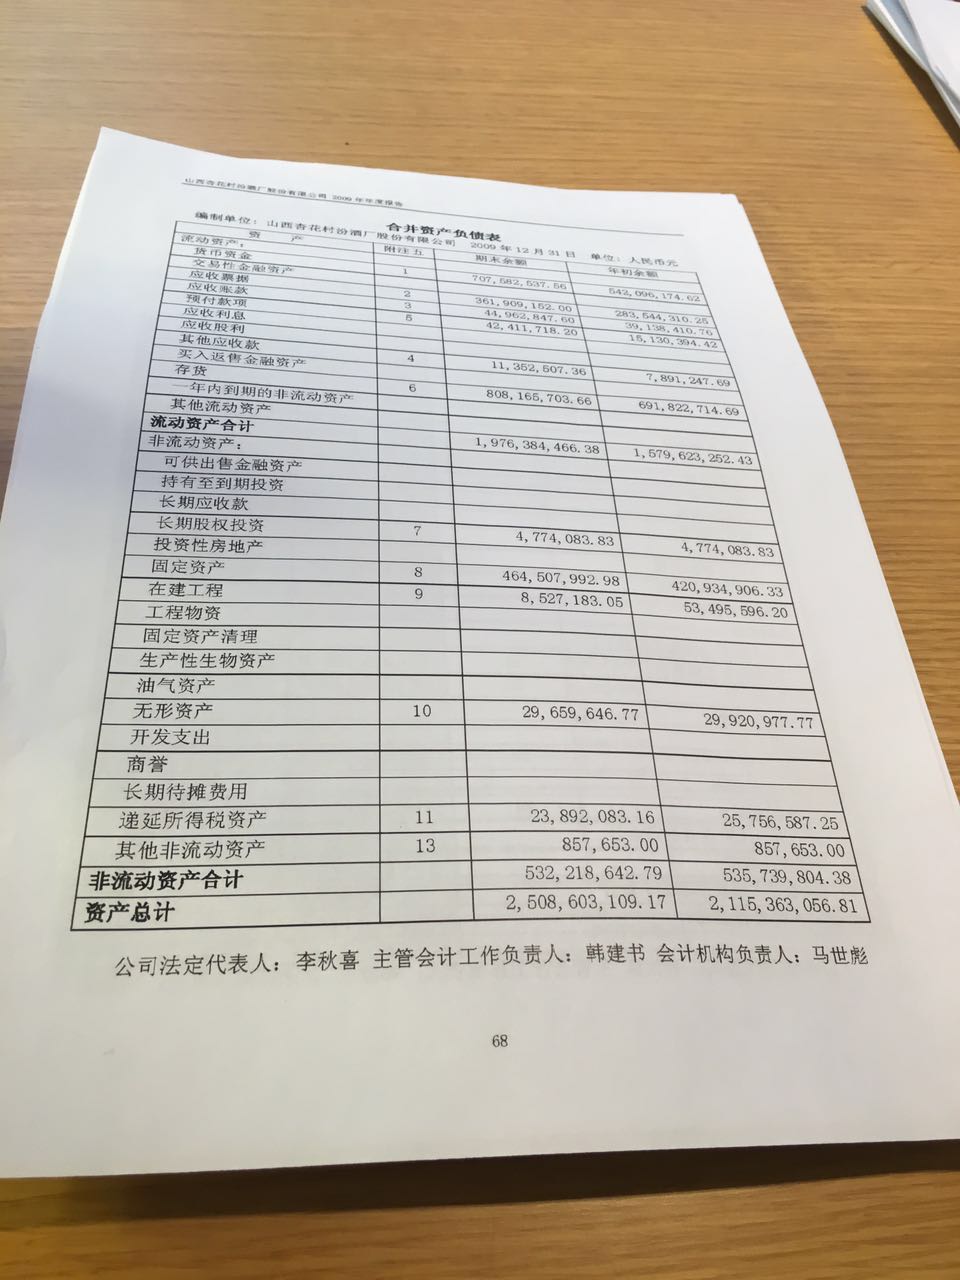 山西杏花村汾酒厂股份有限公司 2009 年年度报告
合并资产负债表
编制单位：山西杏花村汾酒厂股份有限公司 2009 年 12 月 31 日 单位：人民币元
资 产 附注五 期末余额 年初余额
流动资产：
货币资金 1 707,582,537.56 542,096,174.62
交易性金融资产
应收票据 2 361,909,152.00 283,544,310.25
应收账款 3 44,962,847.60 39,138,410.76
预付款项 5 42,411,718.20 15,130,394.42
应收利息
应收股利
其他应收款 4 11,352,507.36 7,891,247.69
买入返售金融资产
存货 6 808,165,703.66 691,822,714.69
一年内到期的非流动资产
其他流动资产
流动资产合计 1,976,384,466.38 1,579,623,252.43
非流动资产：
可供出售金融资产
持有至到期投资
长期应收款
长期股权投资 7 4,774,083.83 4,774,083.83
投资性房地产
固定资产 8 464,507,992.98 420,934,906.33
在建工程 9 8,527,183.05 53,495,596.20
工程物资
固定资产清理
生产性生物资产
油气资产
无形资产 10 29,659,646.77 29,920,977.77
开发支出
商誉
长期待摊费用
递延所得税资产 11 23,892,083.16 25,756,587.25
其他非流动资产 13 857,653.00 857,653.00
非流动资产合计 532,218,642.79 535,739,804.38
资产总计 2,508,603,109.17 2,115,363,056.81
公司法定代表人：李秋喜 主管会计工作负责人：韩建书 会计机构负责人：马世彪
68